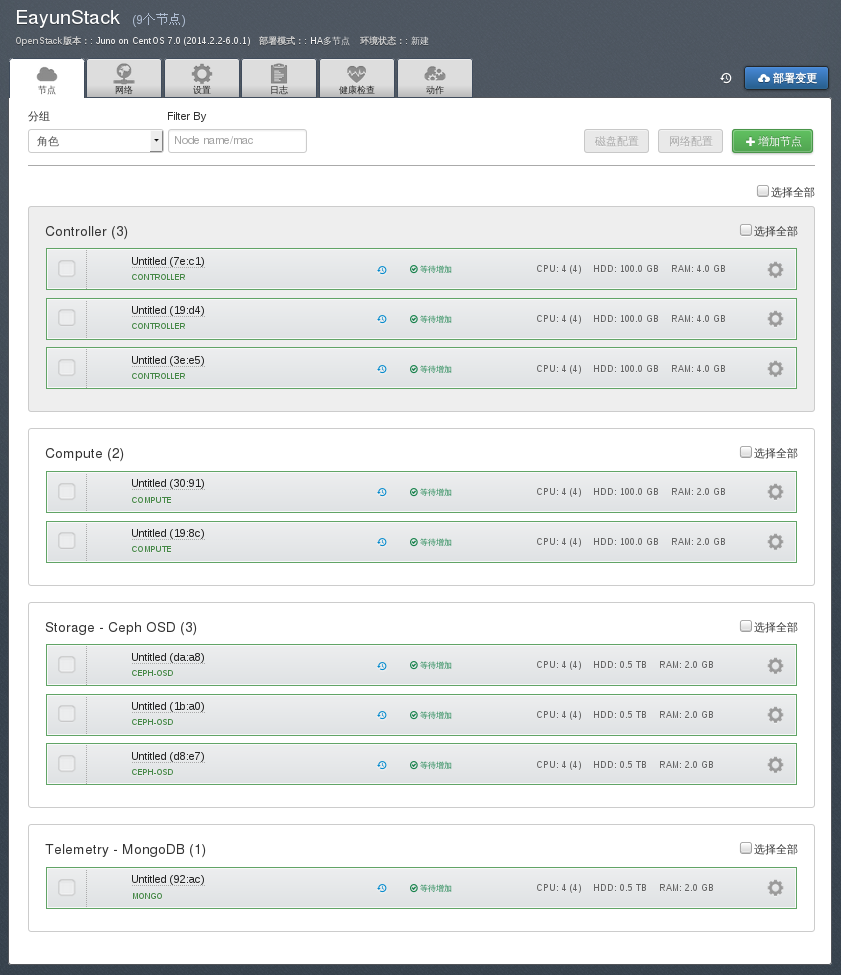 EayunStack (9个节点)
OpenStack版本：: Juno on CentOS 7.0 (2014.2.2-6.0.1) 部署模式：: HA多节点 环境状态：: 新建
节点 网络 设置 日志 健康检查 动作 部署变更
分组 Filter By
角色 Node name/mac 磁盘配置 网络配置 增加节点
选择全部
Controller (3) 选择全部
Untitled (7e:c1)
CONTROLLER 等待增加 CPU: 4 (4) HDD: 100.0 GB RAM: 4.0 GB
Untitled (19:d4)
CONTROLLER 等待增加 CPU: 4 (4) HDD: 100.0 GB RAM: 4.0 GB
Untitled (3e:e5)
CONTROLLER 等待增加 CPU: 4 (4) HDD: 100.0 GB RAM: 4.0 GB
Compute (2) 选择全部
Untitled (30:91)
COMPUTE 等待增加 CPU: 4 (4) HDD: 100.0 GB RAM: 2.0 GB
Untitled (19:8c)
COMPUTE 等待增加 CPU: 4 (4) HDD: 100.0 GB RAM: 2.0 GB
Storage - Ceph OSD (3) 选择全部
Untitled (da:a8)
CEPH-OSD 等待增加 CPU: 4 (4) HDD: 0.5 TB RAM: 2.0 GB
Untitled (1b:a0)
CEPH-OSD 等待增加 CPU: 4 (4) HDD: 0.5 TB RAM: 2.0 GB
Untitled (d8:e7)
CEPH-OSD 等待增加 CPU: 4 (4) HDD: 0.5 TB RAM: 2.0 GB
Telemetry - MongoDB (1) 选择全部
Untitled (92:ac)
MONGO 等待增加 CPU: 4 (4) HDD: 0.5 TB RAM: 2.0 GB